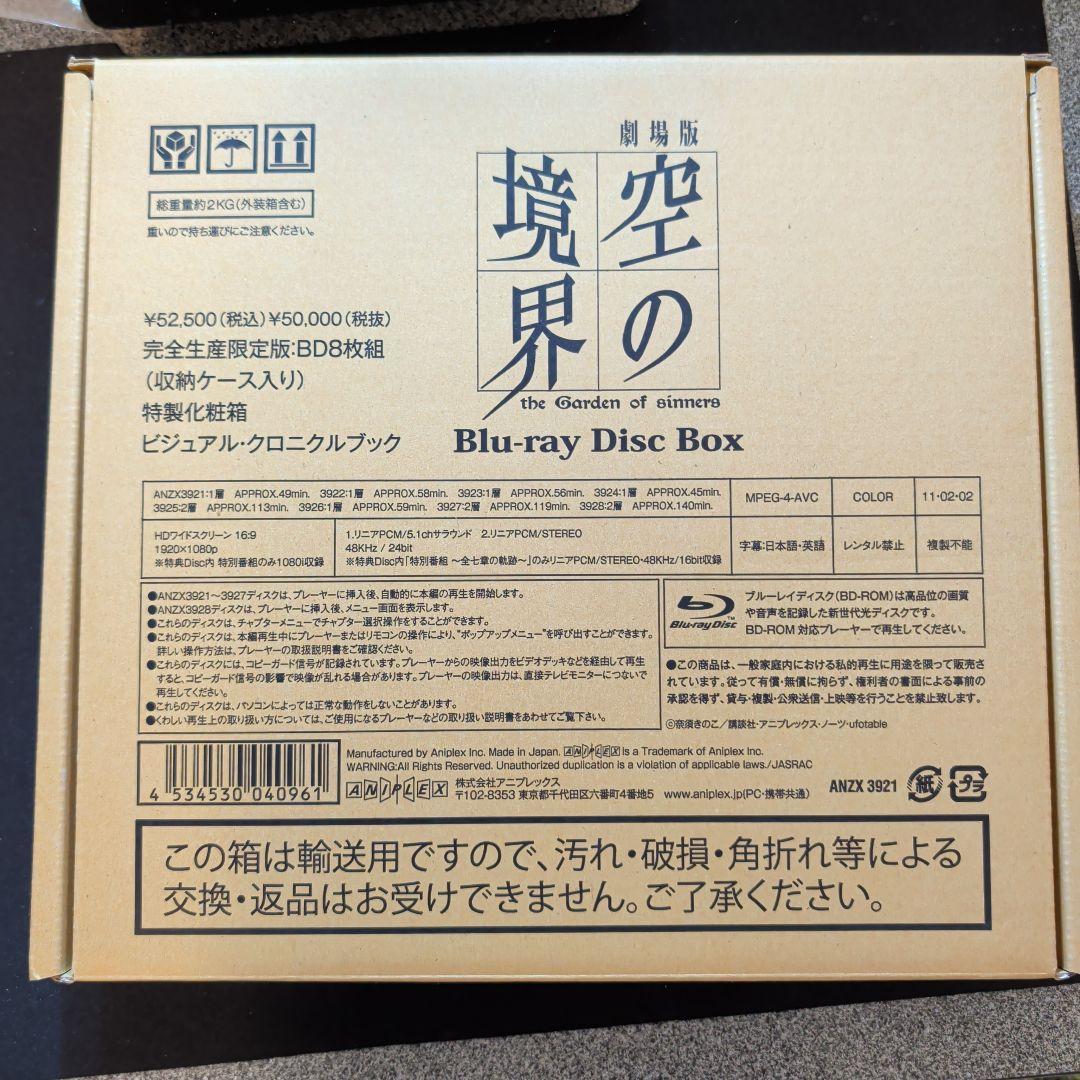 総重量約2KG(外装箱含む)
重いので持ち運びにご注意ください。
劇場版
空の
境界
the Garden of sinners
Blu-ray Disc Box
¥52,500(税込)¥50,000(税抜)
完全生産限定版:BD8枚組
(収納ケース入り)
特製化粧箱
ビジュアル・クロニクルブック
ANZX3921:1層 APPROX.49min. 3922:1層 APPROX.58min. 3923:1層 APPROX.56min. 3924:1層 APPROX.45min.
3925:2層 APPROX.113min. 3926:1層 APPROX.59min. 3927:2層 APPROX.119min. 3928:2層 APPROX.140min.
MPEG-4-AVC
COLOR
11・02・02
HDワイドスクリーン 16:9
1920×1080p
※特典Disc内 特別番組のみ1080i収録
1.リニアPCM/5.1chサラウンド 2.リニアPCM/STEREO
48KHz / 24bit
※特典Disc内「特別番組 ～全七章の軌跡～」のみリニアPCM/STEREO・48KHz/16bit収録
字幕:日本語・英語
レンタル禁止
複製不能
●ANZX3921～3927ディスクは、プレーヤーに挿入後、自動的に本編の再生を開始します。
●ANZX3928ディスクは、プレーヤーに挿入後、メニュー画面を表示します。
●これらのディスクは、チャプターメニューでチャプター選択操作をすることができます。
●これらのディスクは、本編再生中にプレーヤーまたはリモコンの操作により、"ポップアップメニュー"を呼び出すことができます。
詳しい操作方法は、プレーヤーの取扱説明書をご確認ください。
●これらのディスクには、コピーガード信号が記録されています。プレーヤーからの映像出力をビデオデッキなどを経由して再生
すると、コピーガード信号の影響で映像が乱れる場合があります。プレーヤーの映像出力は、直接テレビモニターにつないで
再生してください。
●これらのディスクは、パソコンによっては正常な動作をしないことがあります。
●くわしい再生上の取り扱い方については、ご使用になるプレーヤーなどの取り扱い説明書をあわせてご覧下さい。
Blu-ray Disc
TM
ブルーレイディスク(BD-ROM)は高品位の画質
や音声を記録した新世代光ディスクです。
BD-ROM 対応プレーヤーで再生してください。
●この商品は、一般家庭内における私的再生に用途を限って販売さ
れています。従って有償・無償に拘らず、権利者の書面による事前の
承認を得ず、貸与・複製・公衆送信・上映等を行うことを禁止致します。
©奈須きのこ／講談社・アニプレックス・ノーツ・ufotable
4 534530 040961
Manufactured by Aniplex Inc. Made in Japan. ANIPLEX is a Trademark of Aniplex Inc.
WARNING:All Rights Reserved. Unauthorized duplication is a violation of applicable laws./JASRAC
ANIPLEX
株式会社アニプレックス
〒102-8353 東京都千代田区六番町4番地5 www.aniplex.jp(PC・携帯共通)
ANZX 3921
紙
プラ
この箱は輸送用ですので、汚れ・破損・角折れ等による
交換・返品はお受けできません。ご了承ください。